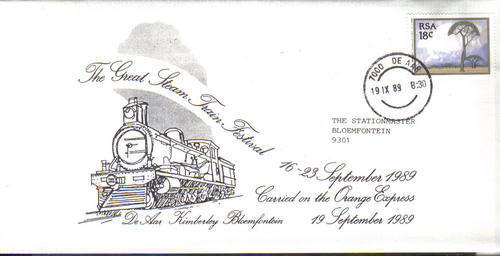 RSA
18c
7000 DE AAR
19 IX 89 8:30
The Great Steam Train Festival
THE STATIONMASTER
BLOEMFONTEIN
9301
16-23 September 1989
Carried on the Orange Express
De Aar Kimberley Bloemfontein 19 September 1989